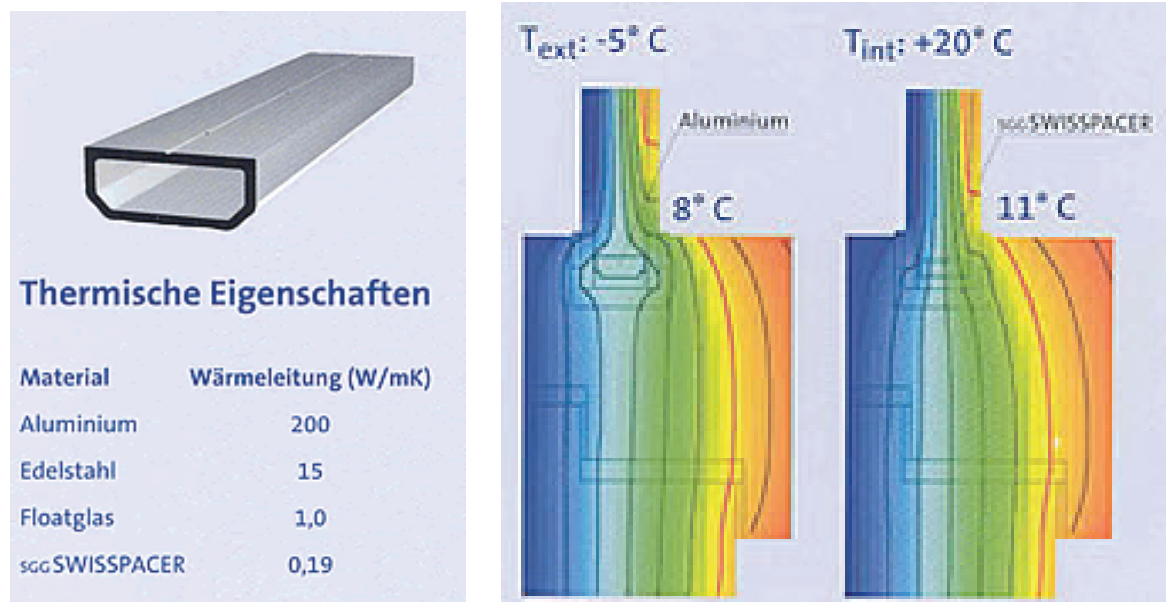 Thermische Eigenschaften
Material Wärmeleitung (W/mK)
Aluminium 200
Edelstahl 15
Floatglas 1,0
SGG SWISSPACER 0,19
Text: -5° C
Tint: +20° C
Aluminium
SGG SWISSPACER
8° C
11° C